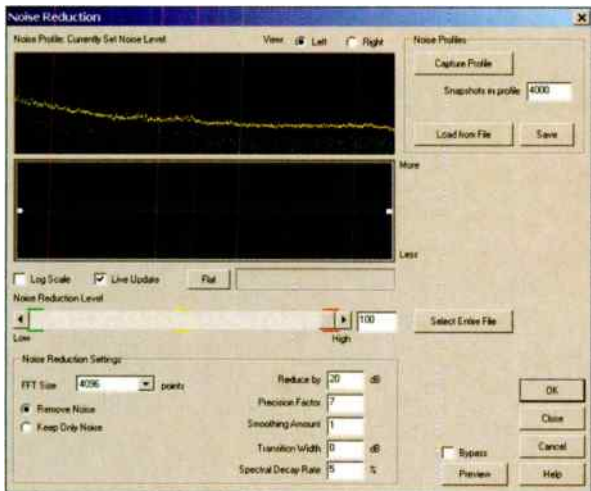 Noise Reduction
Noise Profile: Currently Set Noise Level
View
Left
Right
Noise Profiles
Capture Profile
Snapshots in profile 4000
Load from File
Save
More
Less
Log Scale
Live Update
Flat
Noise Reduction Level
100
Low
High
Select Entire File
Noise Reduction Settings
FFT Size 4096 points
Remove Noise
Keep Only Noise
Reduce by 20 dB
Precision Factor 7
Smoothing Amount 1
Transition Width 0 dB
Spectral Decay Rate 5 %
OK
Close
Cancel
Bypass
Preview
Help